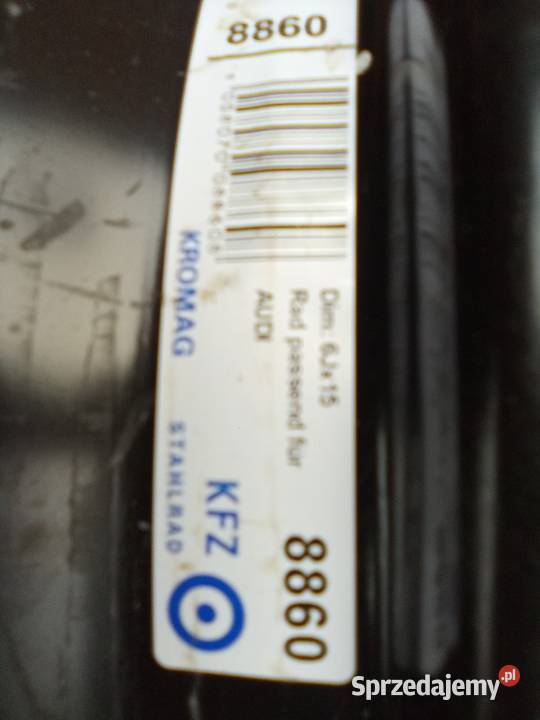 8860
Dim. 6Jx15
Rad passend für
AUDI
8860
KROMAG
STAHLRAD
KFZ
Sprzedajemy.pl